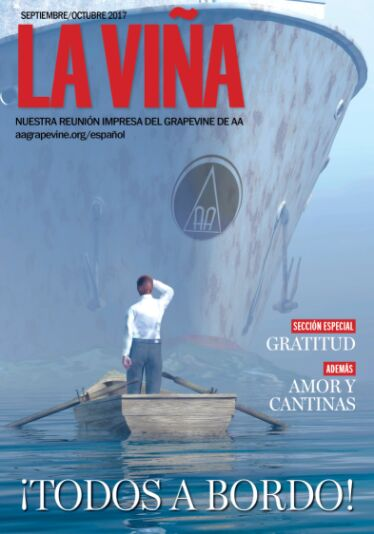 SEPTIEMBRE/OCTUBRE 2017
LA VIÑA
NUESTRA REUNIÓN IMPRESA DEL GRAPEVINE DE AA
aagrapevine.org/español
AA
SECCIÓN ESPECIAL
GRATITUD
ADEMÁS
AMOR Y
CANTINAS
¡TODOS A BORDO!